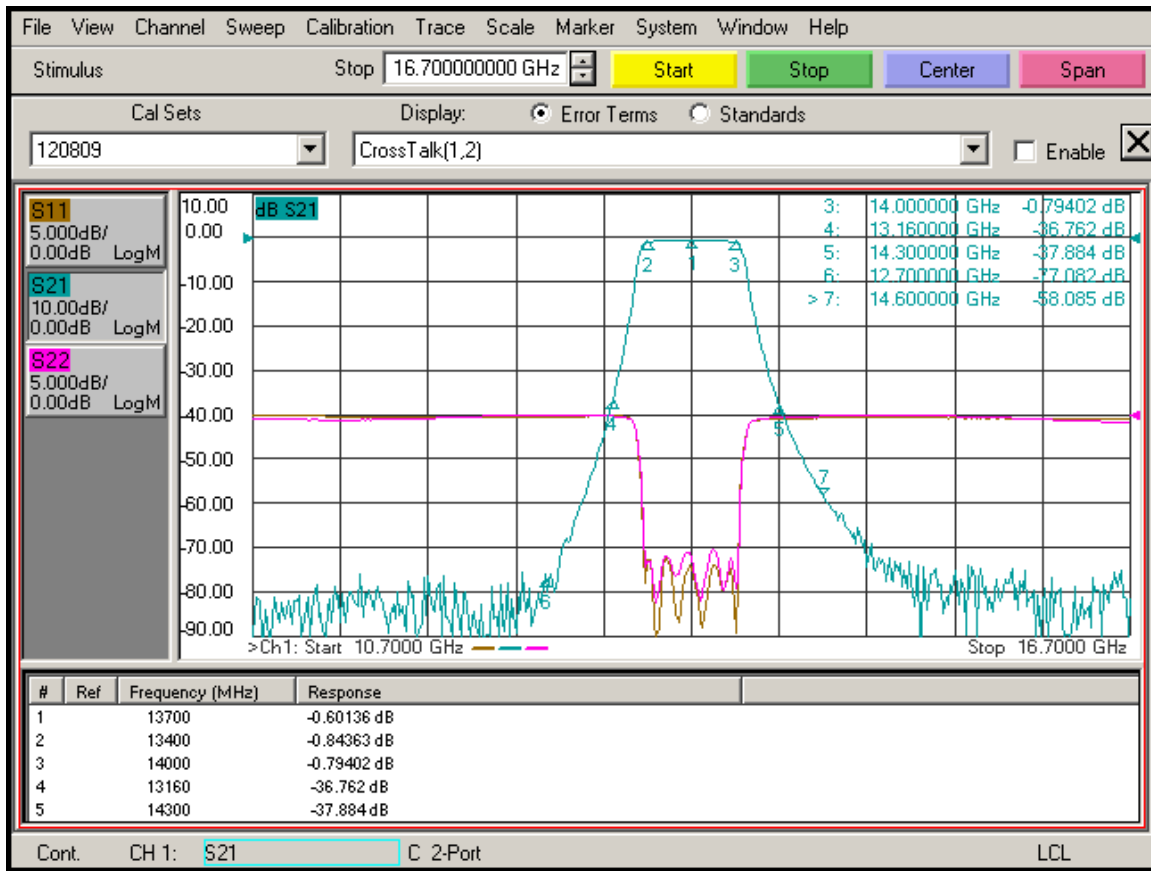 File View Channel Sweep Calibration Trace Scale Marker System Window Help
Stimulus Stop 16.700000000 GHz Start Stop Center Span
Cal Sets Display: Error Terms Standards
120809 CrossTalk(1,2) Enable
S11
5.000dB/
0.00dB LogM
S21
10.00dB/
0.00dB LogM
S22
5.000dB/
0.00dB LogM
10.00
0.00
-10.00
-20.00
-30.00
-40.00
-50.00
-60.00
-70.00
-80.00
-90.00
dB S21
3: 14.000000 GHz -0.79402 dB
4: 13.160000 GHz -36.762 dB
5: 14.300000 GHz -37.884 dB
6: 12.700000 GHz -77.082 dB
> 7: 14.600000 GHz -58.085 dB
2 1 3
4 5
7
6
>Ch1: Start 10.7000 GHz Stop 16.7000 GHz
# Ref Frequency (MHz) Response
1 13700 -0.60136 dB
2 13400 -0.84363 dB
3 14000 -0.79402 dB
4 13160 -36.762 dB
5 14300 -37.884 dB
Cont. CH 1: S21 C 2-Port LCL